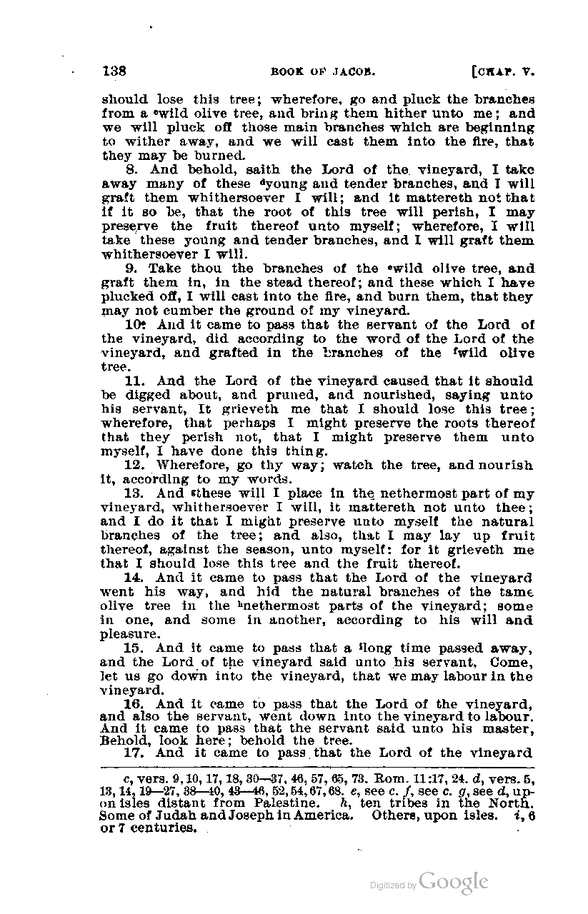 138 BOOK OF JACOB. [CHAP. V.
should lose this tree; wherefore, go and pluck the branches
from a cwild olive tree, and bring them hither unto me; and
we will pluck off those main branches which are beginning
to wither away, and we will cast them into the fire, that
they may be burned.
8. And behold, saith the Lord of the vineyard, I take
away many of these dyoung and tender branches, and I will
graft them whithersoever I will; and it mattereth not that
if it so be, that the root of this tree will perish, I may
preserve the fruit thereof unto myself; wherefore, I will
take these young and tender branches, and I will graft them
whithersoever I will.
9. Take thou the branches of the ewild olive tree, and
graft them in, in the stead thereof; and these which I have
plucked off, I will cast into the fire, and burn them, that they
may not cumber the ground of my vineyard.
10. And it came to pass that the servant of the Lord of
the vineyard, did according to the word of the Lord of the
vineyard, and grafted in the branches of the fwild olive
tree.
11. And the Lord of the vineyard caused that it should
be digged about, and pruned, and nourished, saying unto
his servant, It grieveth me that I should lose this tree;
wherefore, that perhaps I might preserve the roots thereof
that they perish not, that I might preserve them unto
myself, I have done this thing.
12. Wherefore, go thy way; watch the tree, and nourish
it, according to my words.
13. And gthese will I place in the nethermost part of my
vineyard, whithersoever I will, it mattereth not unto thee;
and I do it that I might preserve unto myself the natural
branches of the tree; and also, that I may lay up fruit
thereof, against the season, unto myself: for it grieveth me
that I should lose this tree and the fruit thereof.
14. And it came to pass that the Lord of the vineyard
went his way, and hid the natural branches of the tame
olive tree in the hnethermost parts of the vineyard; some
in one, and some in another, according to his will and
pleasure.
15. And it came to pass that a ilong time passed away,
and the Lord of the vineyard said unto his servant, Come,
let us go down into the vineyard, that we may labour in the
vineyard.
16. And it came to pass that the Lord of the vineyard,
and also the servant, went down into the vineyard to labour.
And it came to pass that the servant said unto his master,
Behold, look here; behold the tree.
17. And it came to pass that the Lord of the vineyard
c, vers. 9, 10, 17, 18, 30—37, 46, 57, 65, 73. Rom. 11:17, 24. d, vers. 5,
13, 14, 19—27, 38—40, 43—46, 52, 54, 67, 68. e, see c. f, see c. g, see d, up-
on isles distant from Palestine. h, ten tribes in the North.
Some of Judah and Joseph in America. Others, upon isles. i, 6
or 7 centuries.
Digitized by Google